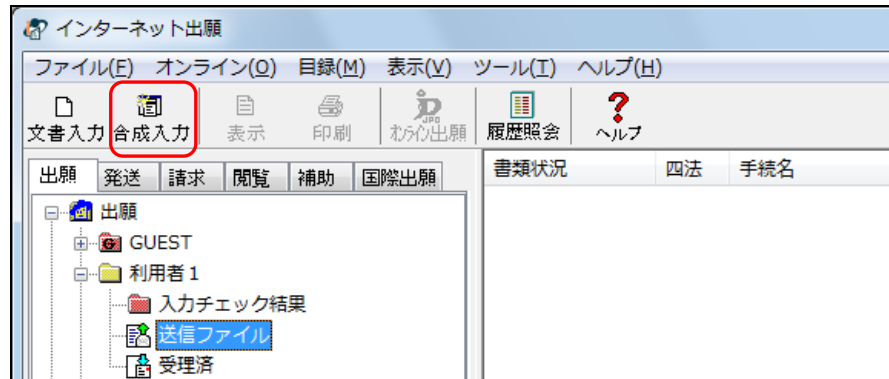 インターネット出願
ファイル(F) オンライン(O) 目録(M) 表示(V) ツール(T) ヘルプ(H)
文書入力 合成入力 表示 印刷 オンライン出願 履歴照会 ヘルプ
出願 発送 請求 閲覧 補助 国際出願
書類状況 四法 手続名
出願
GUEST
利用者1
入力チェック結果
送信ファイル
受理済